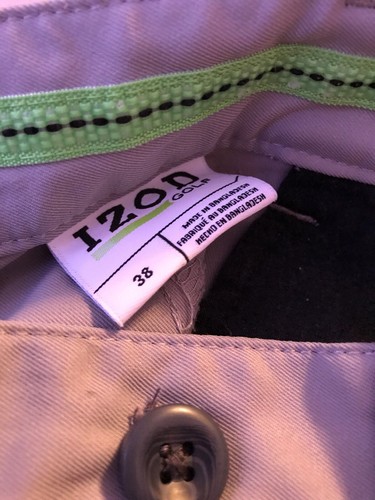 IZOD
GOLF
38
MADE IN BANGLADESH
FABRIQUÉ AU BANGLADESH
HECHO EN BANGLADESH